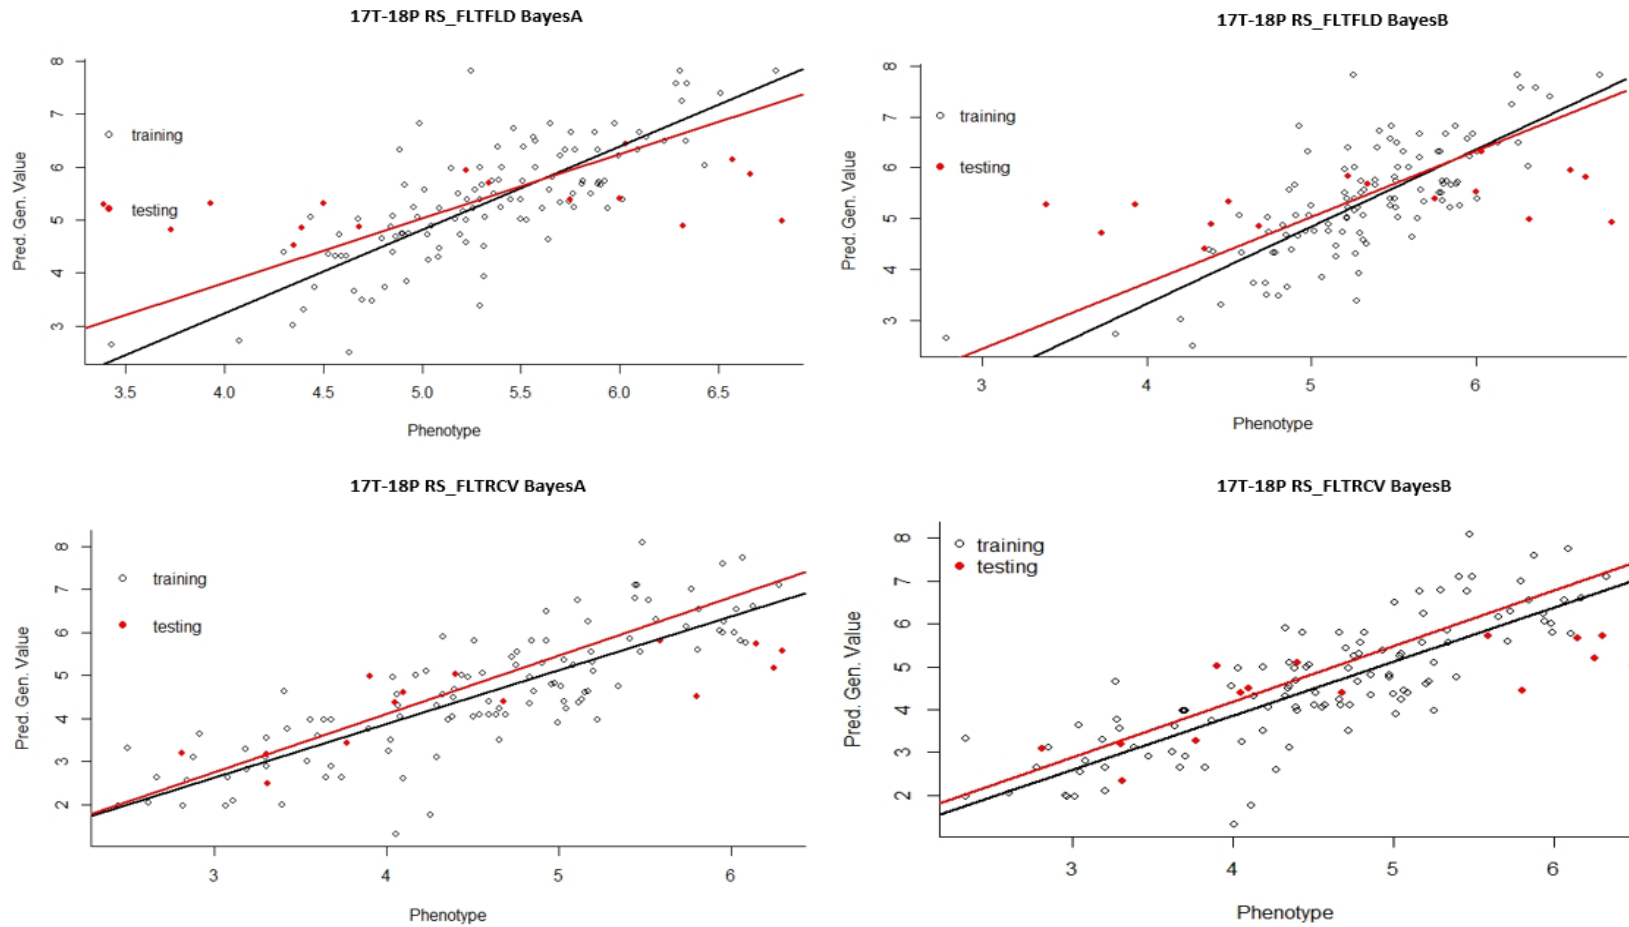 17T-18P RS_FLTFLD BayesA
8
7
6
5
4
3
Pred. Gen. Value
training
testing
3.5 4.0 4.5 5.0 5.5 6.0 6.5
Phenotype
17T-18P RS_FLTFLD BayesB
8
7
6
5
4
3
Pred. Gen. Value
training
testing
3 4 5 6
Phenotype
17T-18P RS_FLTRCV BayesA
8
7
6
5
4
3
2
Pred. Gen. Value
training
testing
3 4 5 6
Phenotype
17T-18P RS_FLTRCV BayesB
8
7
6
5
4
3
2
Pred. Gen. Value
training
testing
3 4 5 6
Phenotype